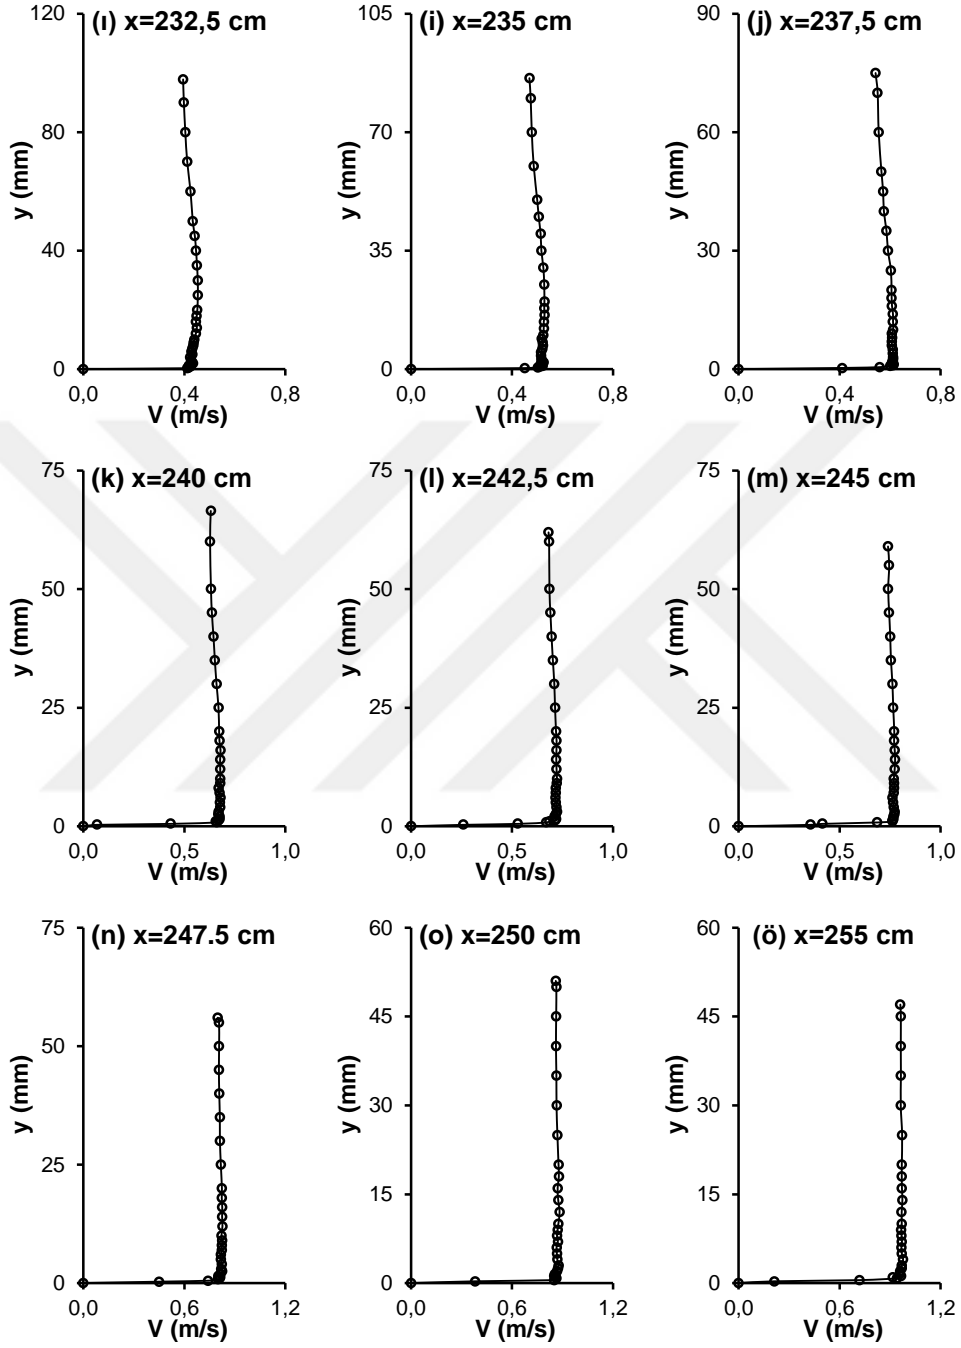 (ı) x=232,5 cm
120
80
40
0
y (mm)
0,0 0,4 0,8
V (m/s)
(i) x=235 cm
105
70
35
0
y (mm)
0,0 0,4 0,8
V (m/s)
(j) x=237,5 cm
90
60
30
0
y (mm)
0,0 0,4 0,8
V (m/s)
(k) x=240 cm
75
50
25
0
y (mm)
0,0 0,5 1,0
V (m/s)
(l) x=242,5 cm
75
50
25
0
y (mm)
0,0 0,5 1,0
V (m/s)
(m) x=245 cm
75
50
25
0
y (mm)
0,0 0,5 1,0
V (m/s)
(n) x=247.5 cm
75
50
25
0
y (mm)
0,0 0,6 1,2
V (m/s)
(o) x=250 cm
60
45
30
15
0
y (mm)
0,0 0,6 1,2
V (m/s)
(ö) x=255 cm
60
45
30
15
0
y (mm)
0,0 0,6 1,2
V (m/s)